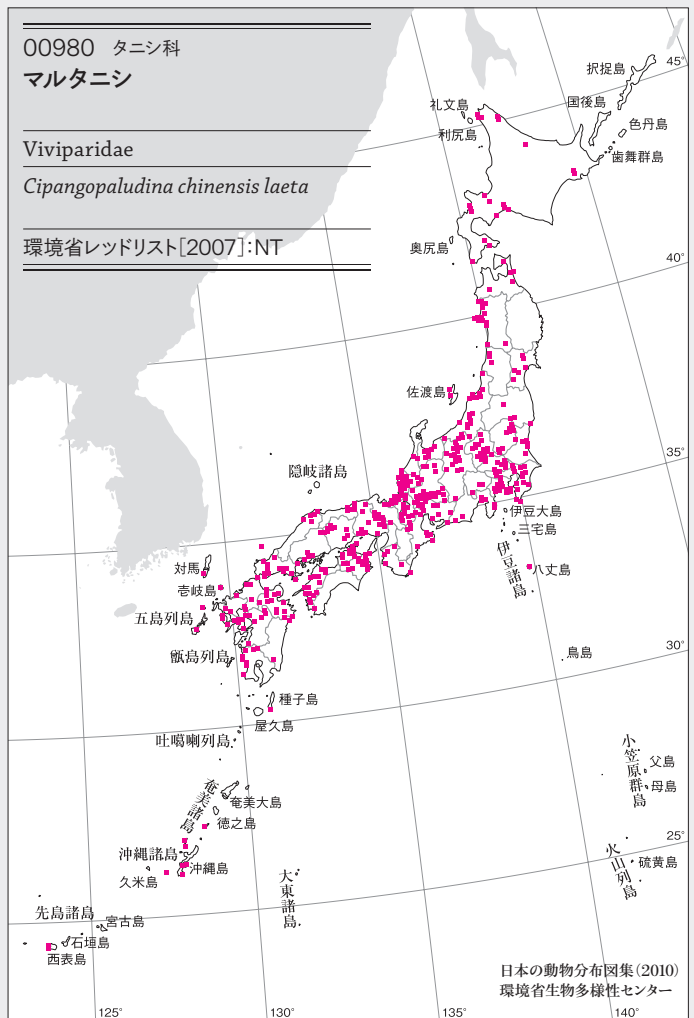 00980 タニシ科
マルタニシ
Viviparidae
Cipangopaludina chinensis laeta
環境省レッドリスト[2007]:NT
45°
択捉島
礼文島
国後島
色丹島
利尻島
歯舞群島
奥尻島
40°
佐渡島
35°
隠岐諸島
伊豆大島
三宅島
伊豆諸島
八丈島
対馬
壱岐島
五島列島
甑島列島
鳥島
30°
種子島
屋久島
吐噶喇列島
小笠原群島
父島
母島
奄美諸島
奄美大島
徳之島
25°
沖縄諸島
沖縄島
久米島
火山列島
硫黄島
大東諸島
先島諸島
宮古島
石垣島
西表島
日本の動物分布図集(2010)
環境省生物多様性センター
125°
130°
135°
140°